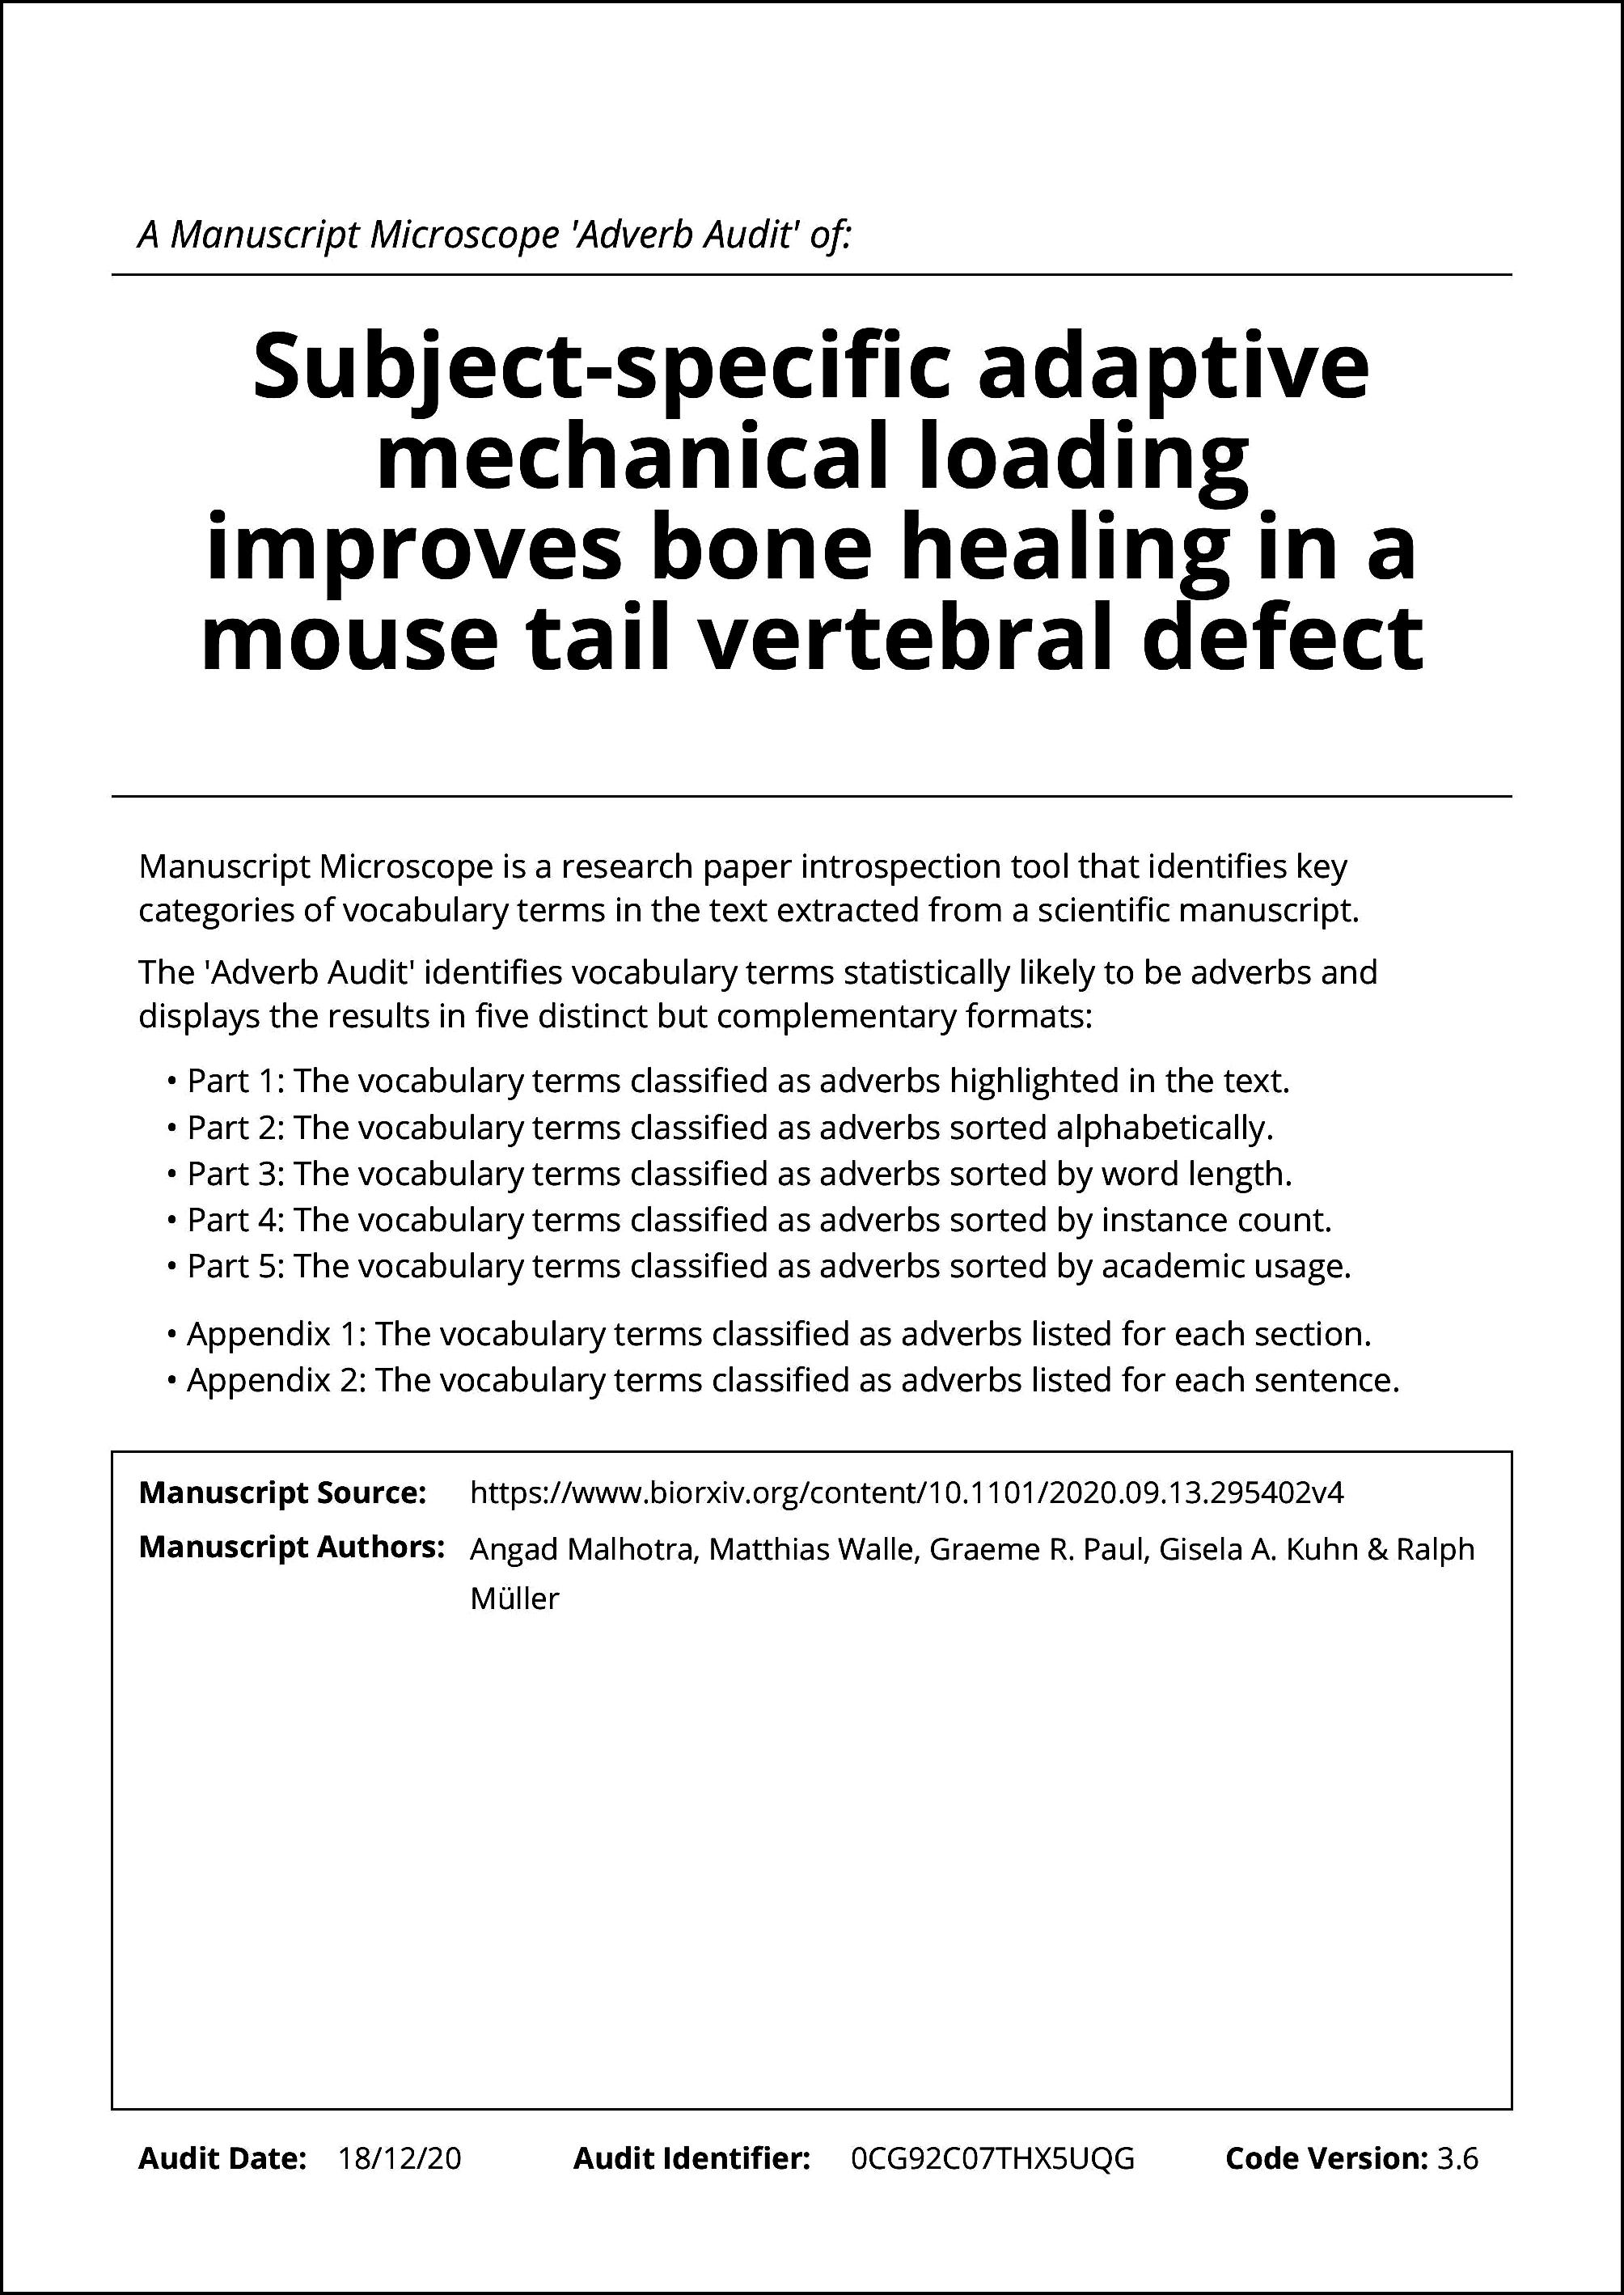 A Manuscript Microscope 'Adverb Audit' of:
Subject-specific adaptive
mechanical loading
improves bone healing in a
mouse tail vertebral defect
Manuscript Microscope is a research paper introspection tool that identifies key
categories of vocabulary terms in the text extracted from a scientific manuscript.
The 'Adverb Audit' identifies vocabulary terms statistically likely to be adverbs and
displays the results in five distinct but complementary formats:
• Part 1: The vocabulary terms classified as adverbs highlighted in the text.
• Part 2: The vocabulary terms classified as adverbs sorted alphabetically.
• Part 3: The vocabulary terms classified as adverbs sorted by word length.
• Part 4: The vocabulary terms classified as adverbs sorted by instance count.
• Part 5: The vocabulary terms classified as adverbs sorted by academic usage.
• Appendix 1: The vocabulary terms classified as adverbs listed for each section.
• Appendix 2: The vocabulary terms classified as adverbs listed for each sentence.
Manuscript Source: https://www.biorxiv.org/content/10.1101/2020.09.13.295402v4
Manuscript Authors: Angad Malhotra, Matthias Walle, Graeme R. Paul, Gisela A. Kuhn & Ralph
Müller
Audit Date: 18/12/20 Audit Identifier: 0CG92C07THX5UQG Code Version: 3.6